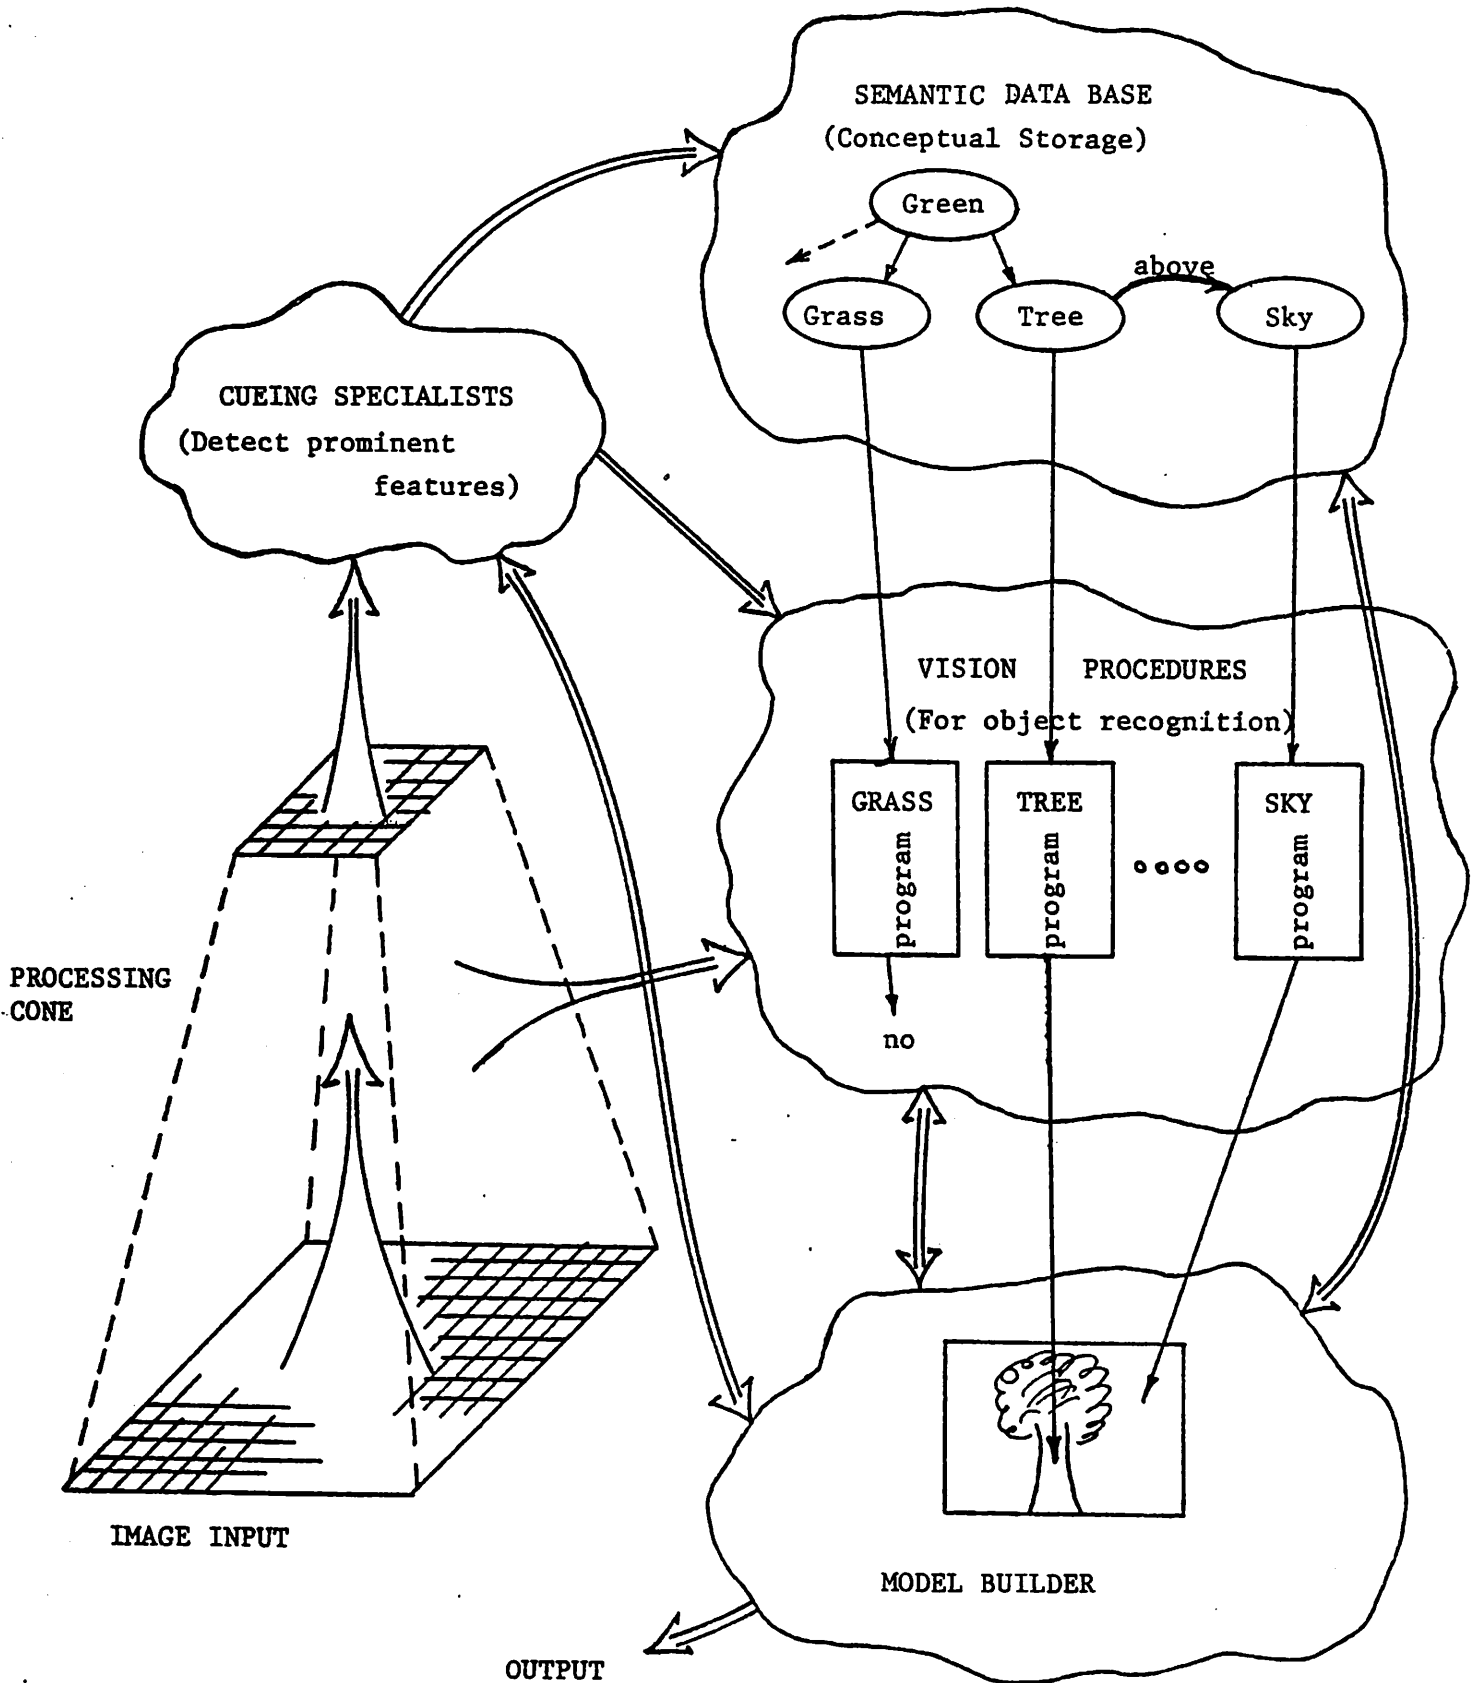 SEMANTIC DATA BASE
(Conceptual Storage)
Green
above
Grass
Tree
Sky
CUEING SPECIALISTS
(Detect prominent
features)
VISION PROCEDURES
(For object recognition)
GRASS
program
TREE
program
SKY
program
no
PROCESSING
CONE
IMAGE INPUT
MODEL BUILDER
OUTPUT